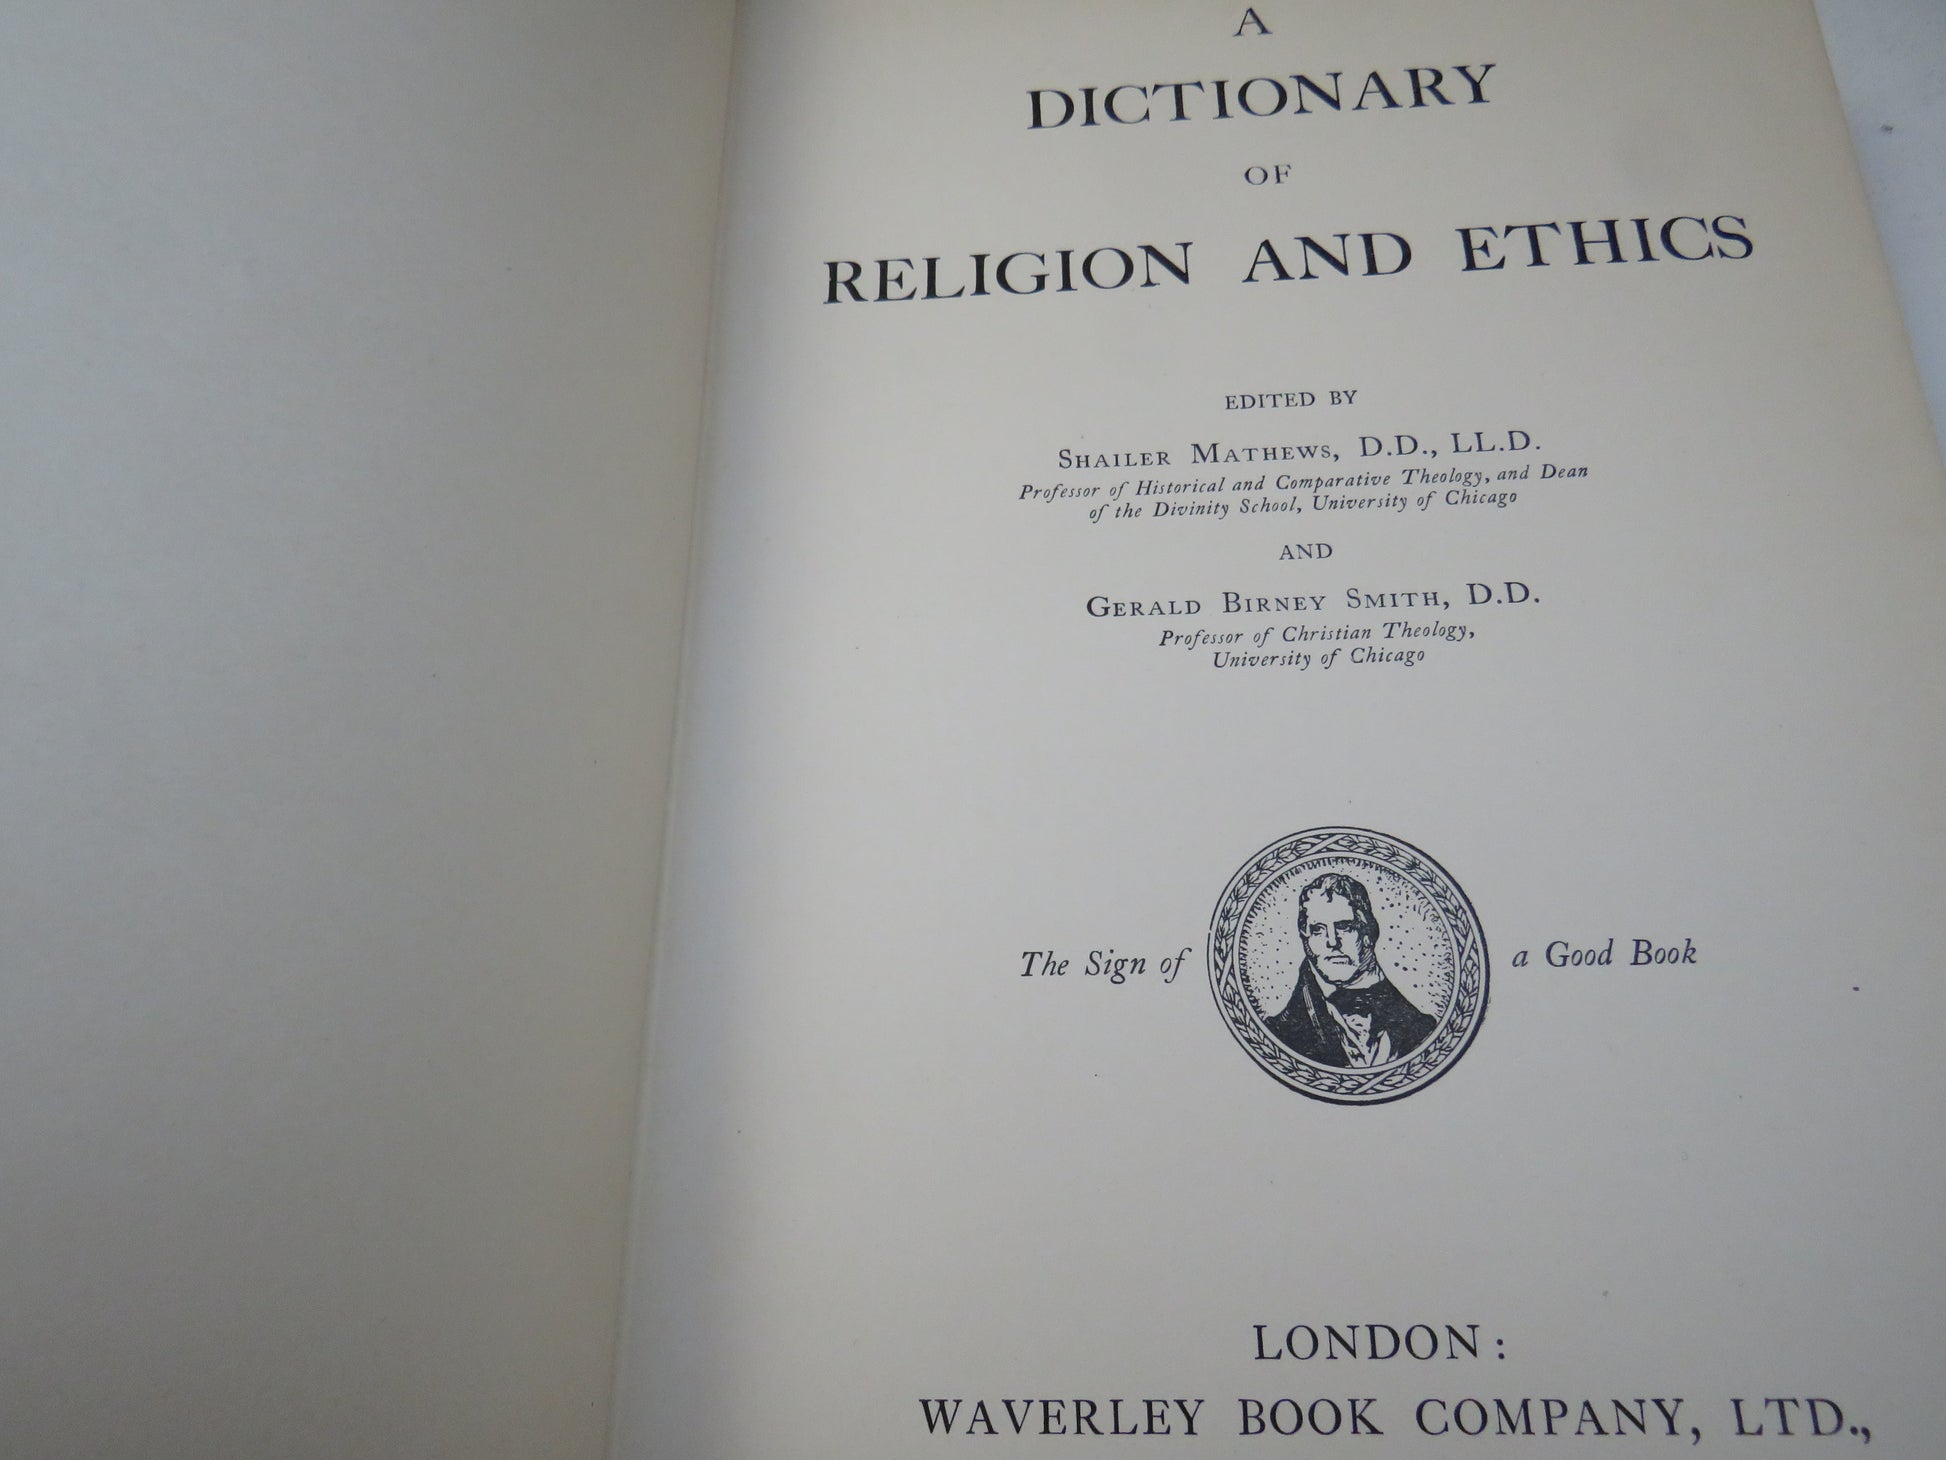 A
DICTIONARY
OF
RELIGION AND ETHICS
EDITED BY
SHAILER MATHEWS, D.D., LL.D.
Professor of Historical and Comparative Theology, and Dean
of the Divinity School, University of Chicago
AND
GERALD BIRNEY SMITH, D.D.
Professor of Christian Theology,
University of Chicago
The Sign of a Good Book
LONDON:
WAVERLEY BOOK COMPANY, LTD.,